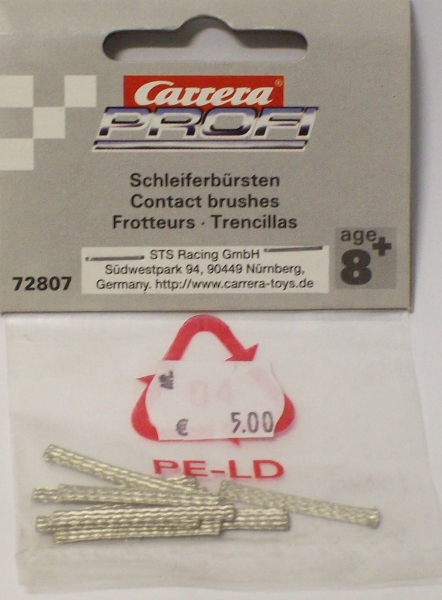 Carrera®
PROFI
Schleiferbürsten
Contact brushes
Frotteurs · Trencillas
STS Racing GmbH
Südwestpark 94, 90449 Nürnberg,
Germany. http://www.carrera-toys.de
72807
age
8+
04
€ 5.00
PE-LD